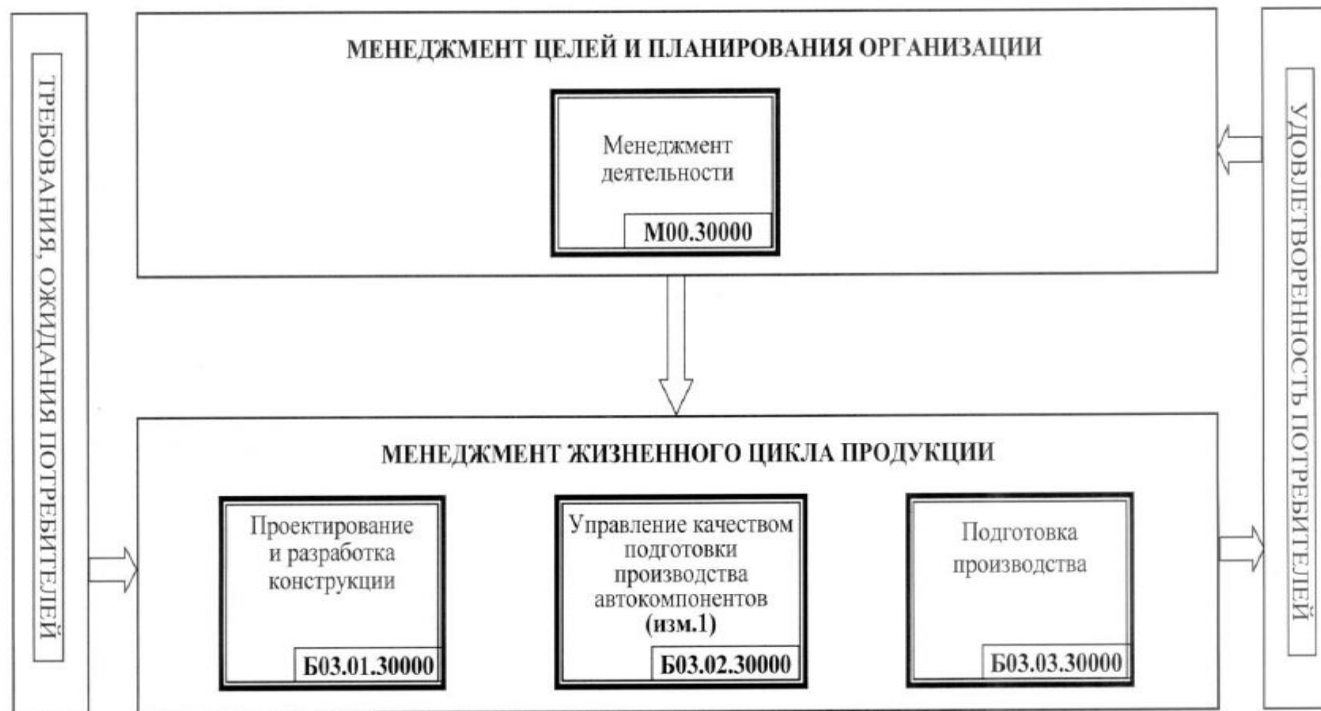 ТРЕБОВАНИЯ, ОЖИДАНИЯ ПОТРЕБИТЕЛЕЙ
МЕНЕДЖМЕНТ ЦЕЛЕЙ И ПЛАНИРОВАНИЯ ОРГАНИЗАЦИИ
Менеджмент
деятельности
М00.30000
МЕНЕДЖМЕНТ ЖИЗНЕННОГО ЦИКЛА ПРОДУКЦИИ
Проектирование
и разработка
конструкции
Б03.01.30000
Управление качеством
подготовки
производства
автокомпонентов
(изм.1)
Б03.02.30000
Подготовка
производства
Б03.03.30000
УДОВЛЕТВОРЕННОСТЬ ПОТРЕБИТЕЛЕЙ